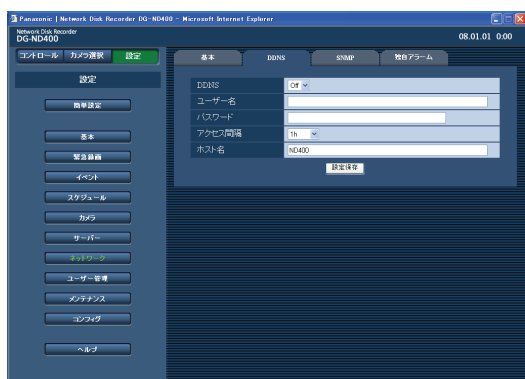 Panasonic | Network Disk Recorder DG-ND400 - Microsoft Internet Explorer
Network Disk Recorder
DG-ND400
08.01.01 0:00
コントロール カメラ選択 設定
基本 DDNS SNMP 独自アラーム
設定
簡単設定
基本
緊急録画
イベント
スケジュール
カメラ
サーバー
ネットワーク
ユーザー管理
メンテナンス
コンフィグ
ヘルプ
DDNS Off
ユーザー名
パスワード
アクセス間隔 1h
ホスト名 ND400
設定保存